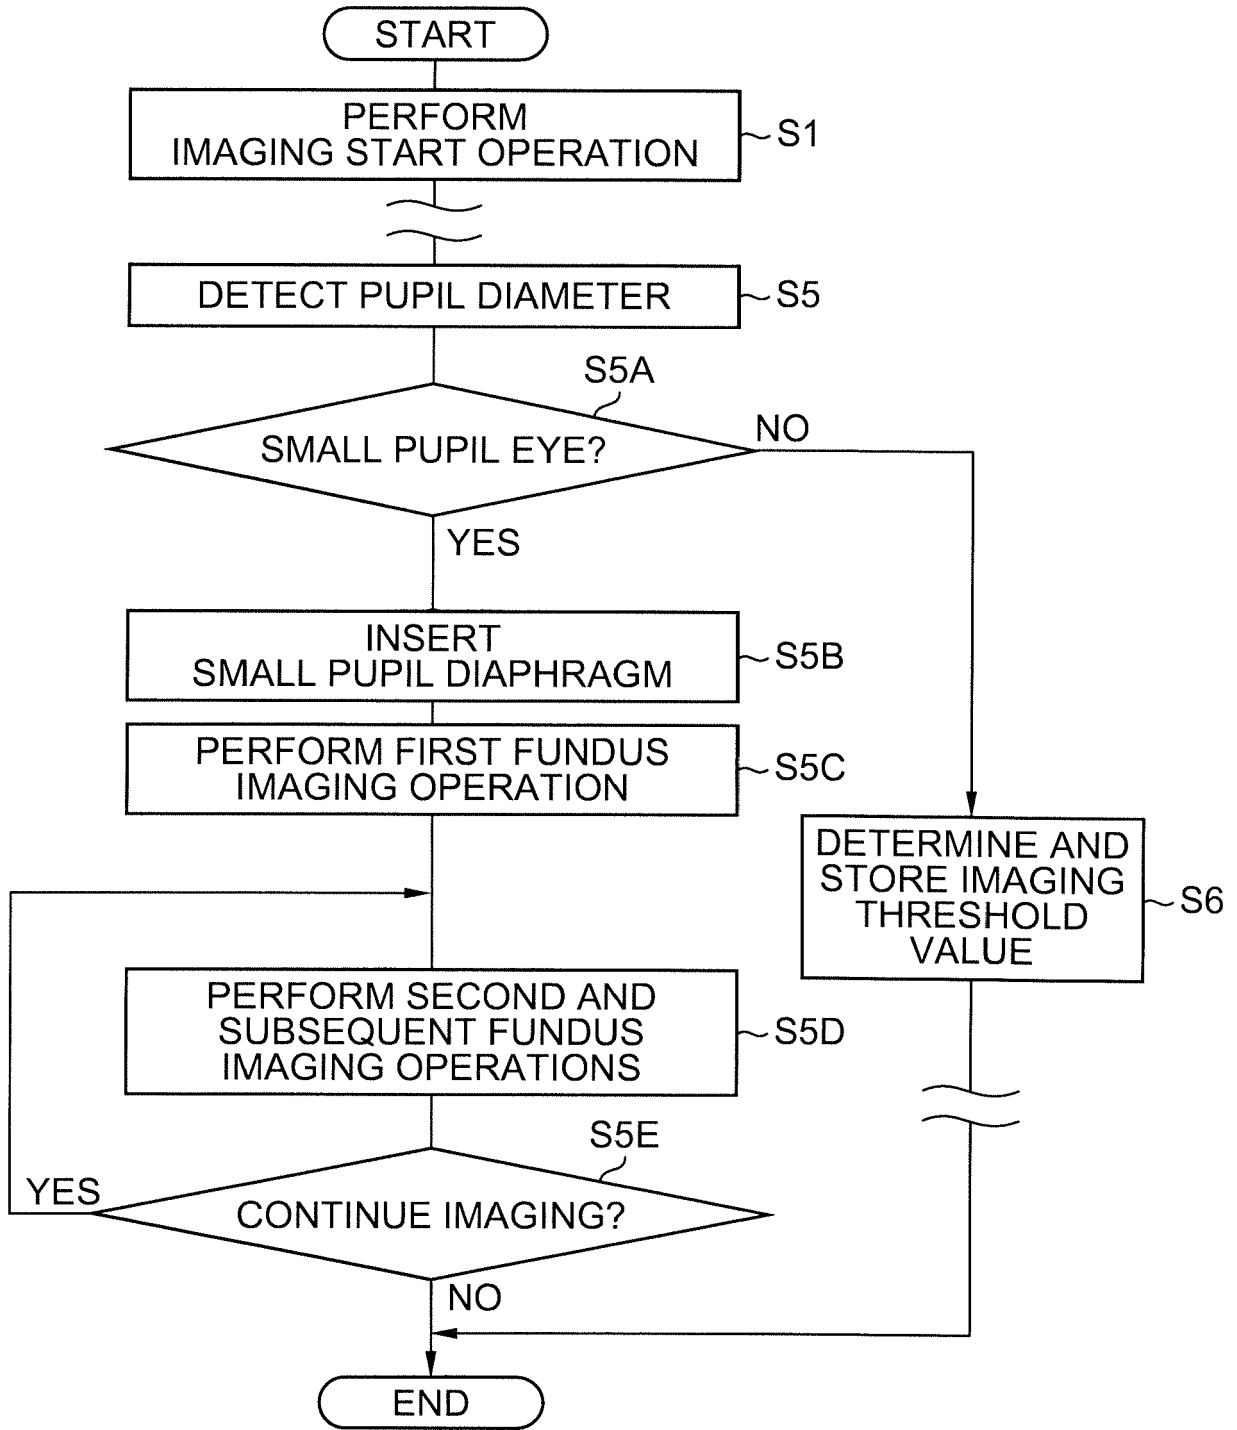 START
PERFORM
IMAGING START OPERATION
S1
DETECT PUPIL DIAMETER
S5
S5A
SMALL PUPIL EYE?
NO
YES
INSERT
SMALL PUPIL DIAPHRAGM
S5B
PERFORM FIRST FUNDUS
IMAGING OPERATION
S5C
DETERMINE AND
STORE IMAGING
THRESHOLD
VALUE
S6
PERFORM SECOND AND
SUBSEQUENT FUNDUS
IMAGING OPERATIONS
S5D
S5E
YES
CONTINUE IMAGING?
NO
END